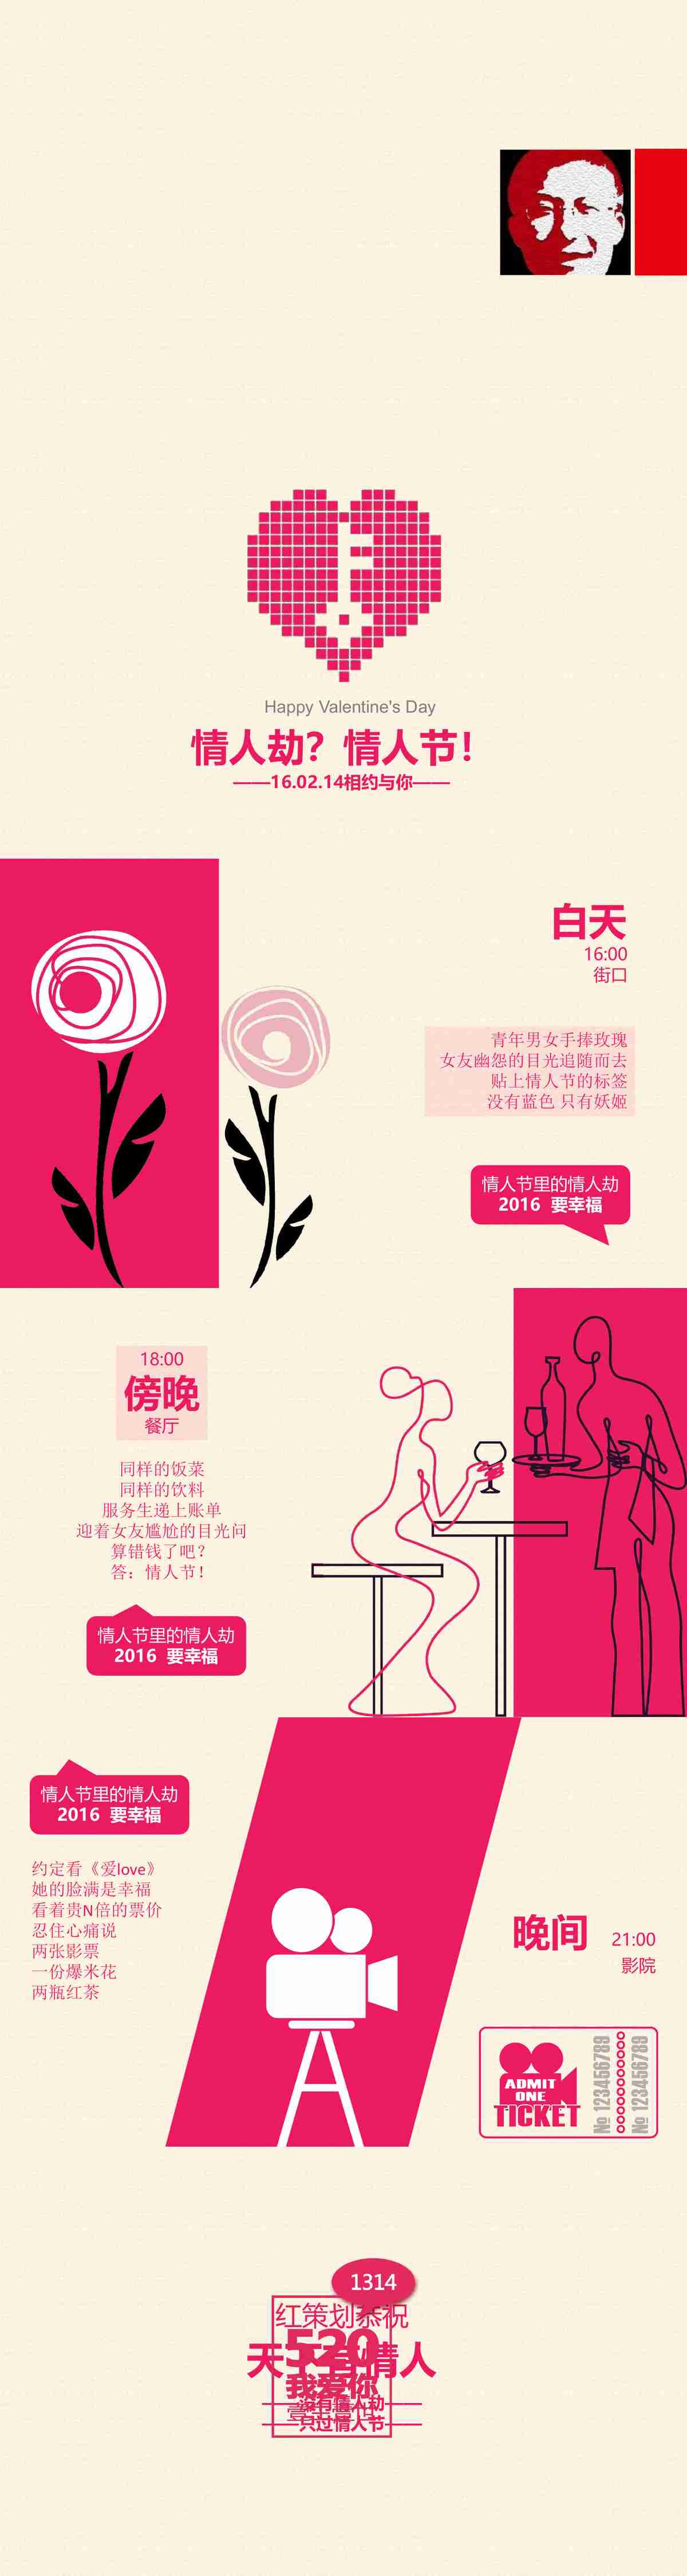 Happy Valentine's Day
情人劫？情人节！
——16.02.14相约与你——
白天
16:00
街口
青年男女手捧玫瑰
女友幽怨的目光追随而去
贴上情人节的标签
没有蓝色 只有妖姬
情人节里的情人劫
2016 要幸福
18:00
傍晚
餐厅
同样的饭菜
同样的饮料
服务生递上账单
迎着女友尴尬的目光问
算错钱了吧？
答：情人节！
情人节里的情人劫
2016 要幸福
情人节里的情人劫
2016 要幸福
约定看《爱love》
她的脸满是幸福
看着贵N倍的票价
忍住心痛说
两张影票
一份爆米花
两瓶红茶
晚间
21:00
影院
ADMIT
ONE
TICKET
№ 123456789
№ 123456789
1314
红策划恭祝
520
天下有情人
我爱你
——没有情人劫——
——只过情人节——